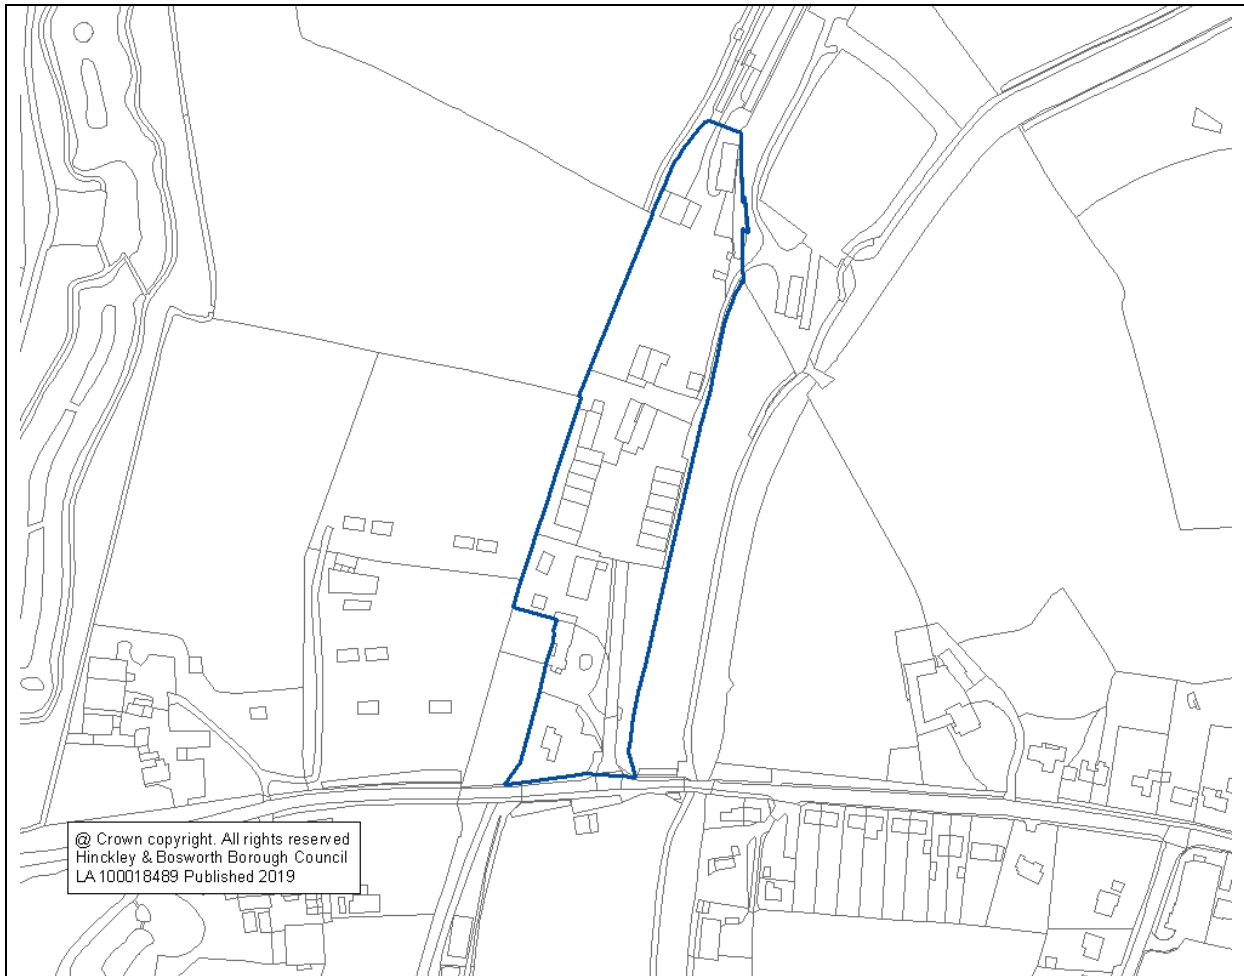 @ Crown copyright. All rights reserved
Hinckley & Bosworth Borough Council
LA 100018489 Published 2019